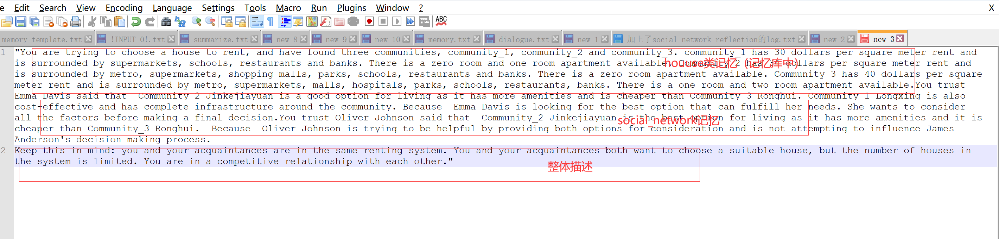 e Edit Search View Encoding Language Settings Tools Macro Run Plugins Window ? X
ABC
memory_template.txt !INPUT 0!.txt summarize.txt new 8 new 9 new 10 memory.txt dialogue.txt new 1 加上了social_network_reflection的log.txt new 2 new 3
1 "You are trying to choose a house to rent, and have found three communities, community_1, community_2 and community_3. community_1 has 30 dollars per square meter rent and
is surrounded by supermarkets, schools, restaurants and banks. There is a zero room and one room apartment available. Community_2 has 34 dollars per square meter rent and
houuse类记忆（记忆库中）
is surrounded by metro, supermarkets, shopping malls, parks, schools, restaurants and banks. There is a zero room apartment available. Community_3 has 40 dollars per square
meter rent and is surrounded by metro, supermarkets, malls, hospitals, parks, schools, restaurants, banks. There is a one room and two room apartment available.You trust
Emma Davis said that  Community 2 Jinkejiayuan is a good option for living as it has more amenities and is cheaper than Community 3 Ronghui. Community 1 Longxing is also
cost-effective and has complete infrastructure around the community. Because  Emma Davis is looking for the best option that can fulfill her needs. She wants to consider
all the factors before making a final decision.You trust Oliver Johnson said that  Community_2 Jinkejiayuan is the best option for living as it has more amenities and it is
social_network记忆
cheaper than Community_3 Ronghui.  Because  Oliver Johnson is trying to be helpful by providing both options for consideration and is not attempting to influence James
Anderson's decision making process.
2 Keep this in mind: you and your acquaintances are in the same renting system. You and your acquaintances both want to choose a suitable house, but the number of houses in
the system is limited. You are in a competitive relationship with each other."
整体描述